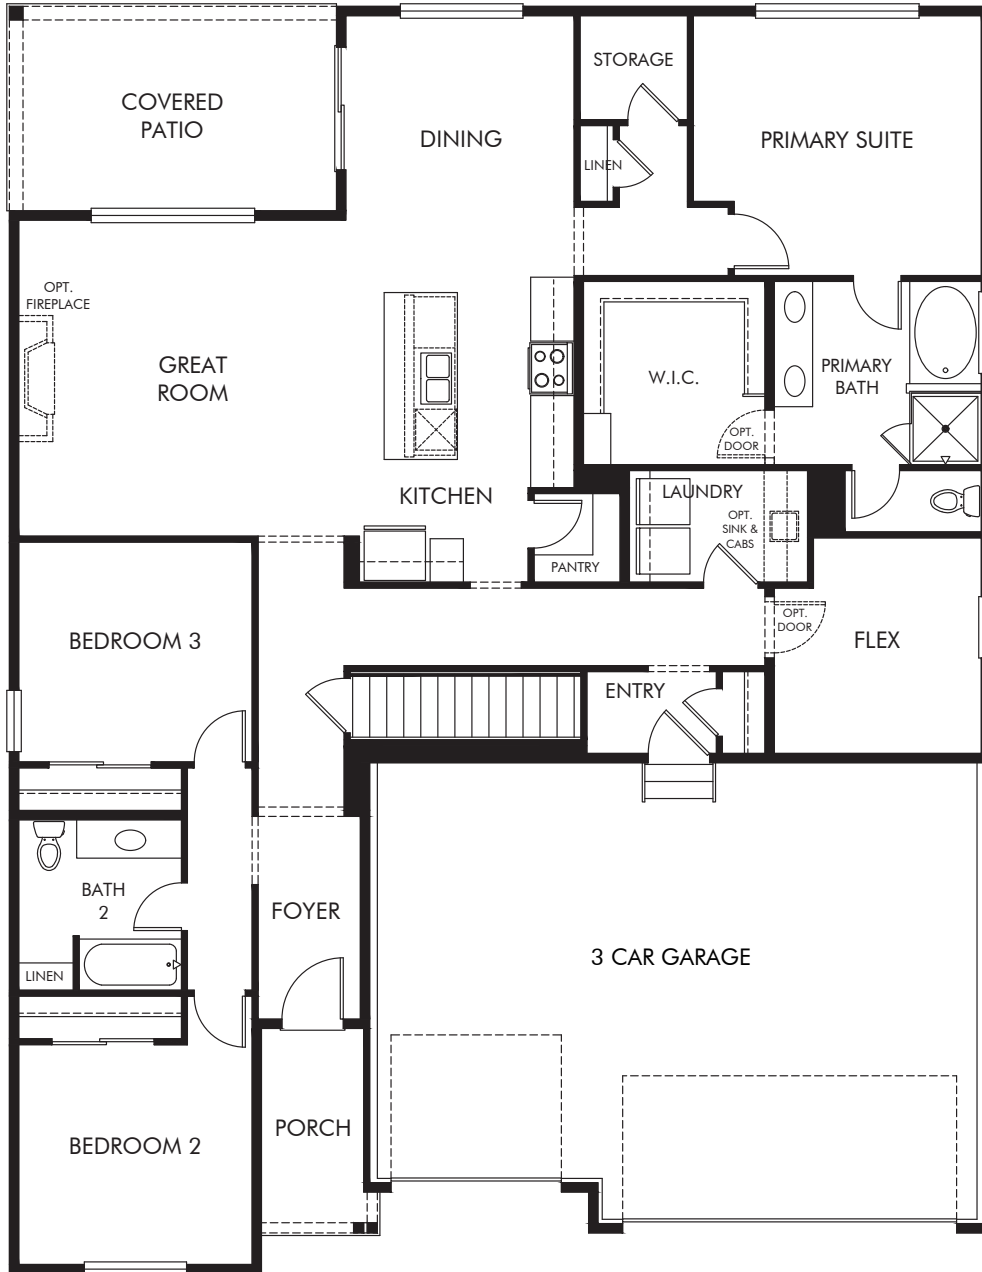 STORAGE
COVERED
PATIO
DINING
PRIMARY SUITE
LINEN
OPT.
FIREPLACE
GREAT
ROOM
W.I.C.
PRIMARY
BATH
OPT.
DOOR
KITCHEN
LAUNDRY
OPT.
SINK &
CABS
PANTRY
BEDROOM 3
OPT.
DOOR
FLEX
ENTRY
BATH
2
FOYER
3 CAR GARAGE
LINEN
PORCH
BEDROOM 2